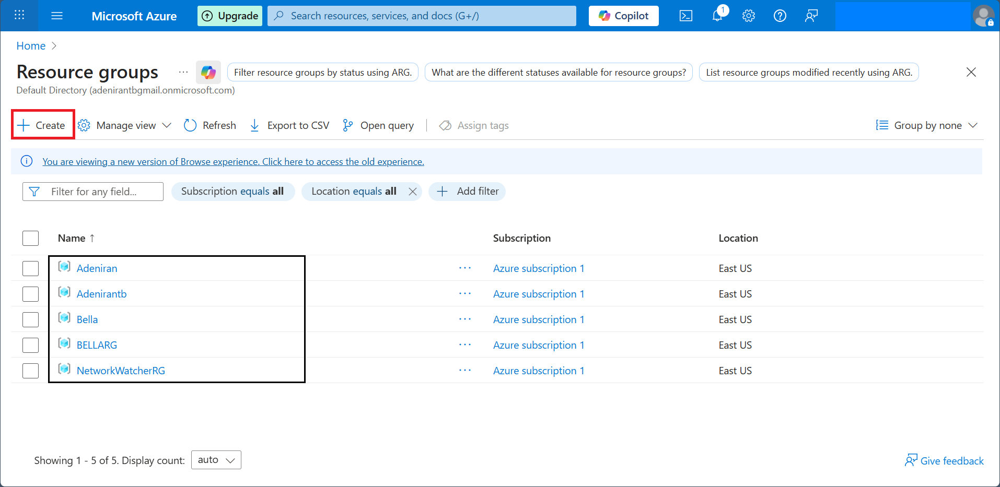 Microsoft Azure Upgrade Search resources, services, and docs (G+/) Copilot 1
Home
Resource groups ... Filter resource groups by status using ARG. What are the different statuses available for resource groups? List resource groups modified recently using ARG.
Default Directory (adenirantbgmail.onmicrosoft.com)
Create Manage view Refresh Export to CSV Open query Assign tags Group by none
You are viewing a new version of Browse experience. Click here to access the old experience.
Filter for any field... Subscription equals all Location equals all Add filter
Name ↑ Subscription Location
Adeniran ... Azure subscription 1 East US
Adenirantb ... Azure subscription 1 East US
Bella ... Azure subscription 1 East US
BELLARG ... Azure subscription 1 East US
NetworkWatcherRG ... Azure subscription 1 East US
Showing 1 - 5 of 5. Display count: auto Give feedback